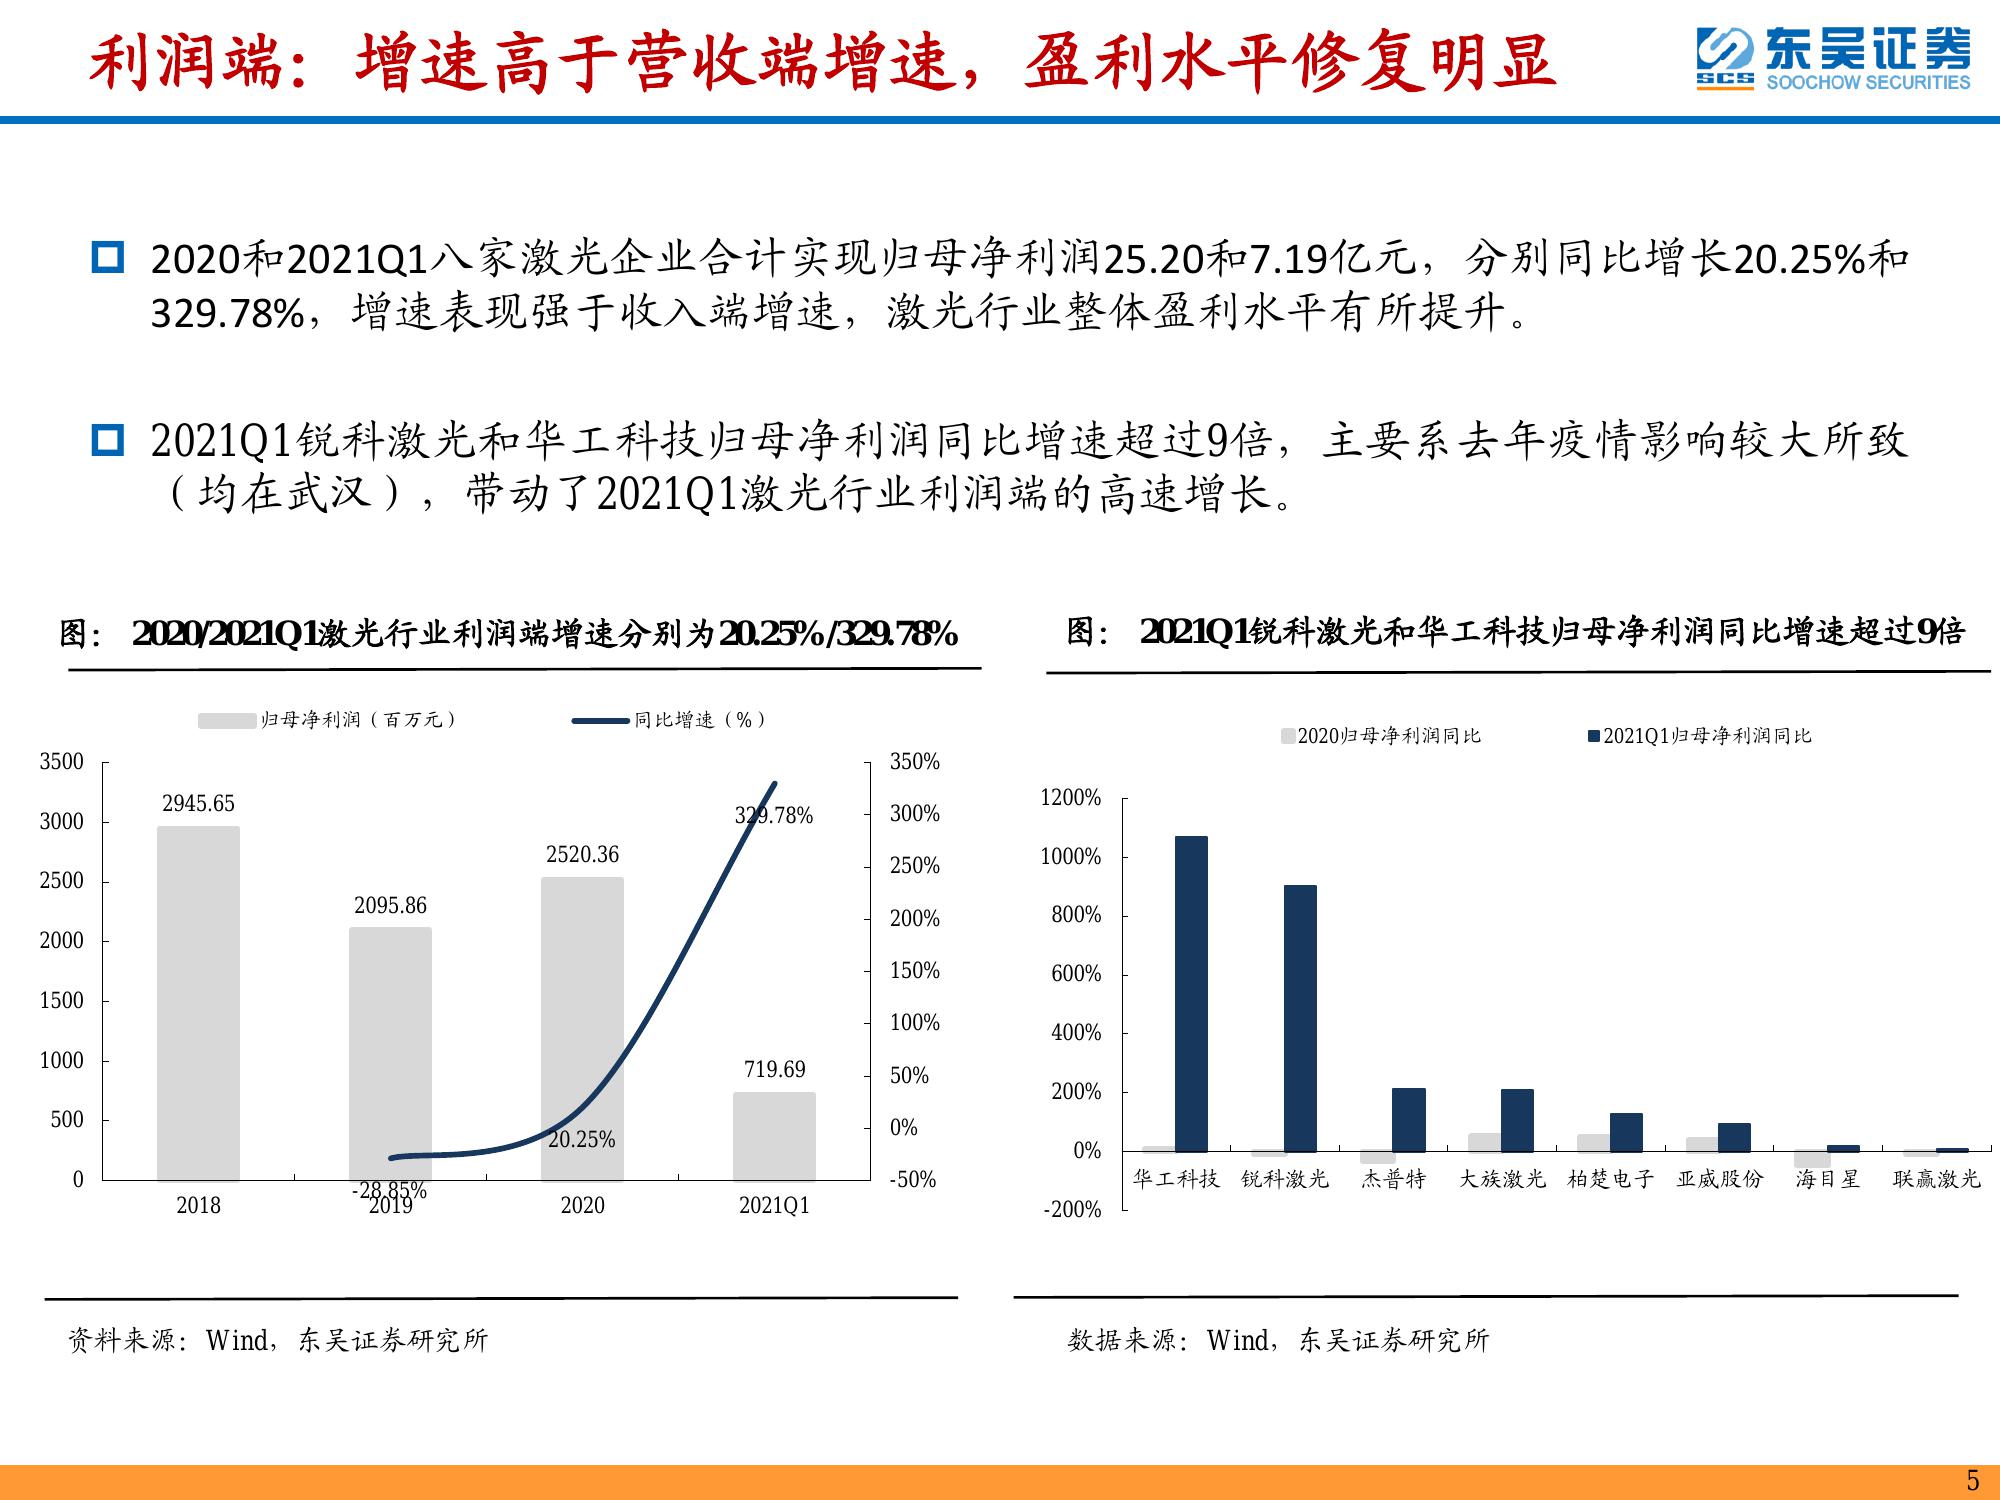 利润端：增速高于营收端增速，盈利水平修复明显
东吴证券
SCS
SOOCHOW SECURITIES
2020和2021Q1八家激光企业合计实现归母净利润25.20和7.19亿元，分别同比增长20.25%和
329.78%，增速表现强于收入端增速，激光行业整体盈利水平有所提升。
2021Q1锐科激光和华工科技归母净利润同比增速超过9倍，主要系去年疫情影响较大所致
（均在武汉），带动了2021Q1激光行业利润端的高速增长。
图： 2020/2021Q1激光行业利润端增速分别为20.25%/329.78%
归母净利润（百万元） 同比增速（%）
3500
3000
2500
2000
1500
1000
500
0
2945.65
2095.86
2520.36
719.69
-28.85%
20.25%
329.78%
350%
300%
250%
200%
150%
100%
50%
0%
-50%
2018 2019 2020 2021Q1
资料来源：Wind，东吴证券研究所
图： 2021Q1锐科激光和华工科技归母净利润同比增速超过9倍
2020归母净利润同比 2021Q1归母净利润同比
1200%
1000%
800%
600%
400%
200%
0%
-200%
华工科技 锐科激光 杰普特 大族激光 柏楚电子 亚威股份 海目星 联赢激光
数据来源：Wind，东吴证券研究所
5